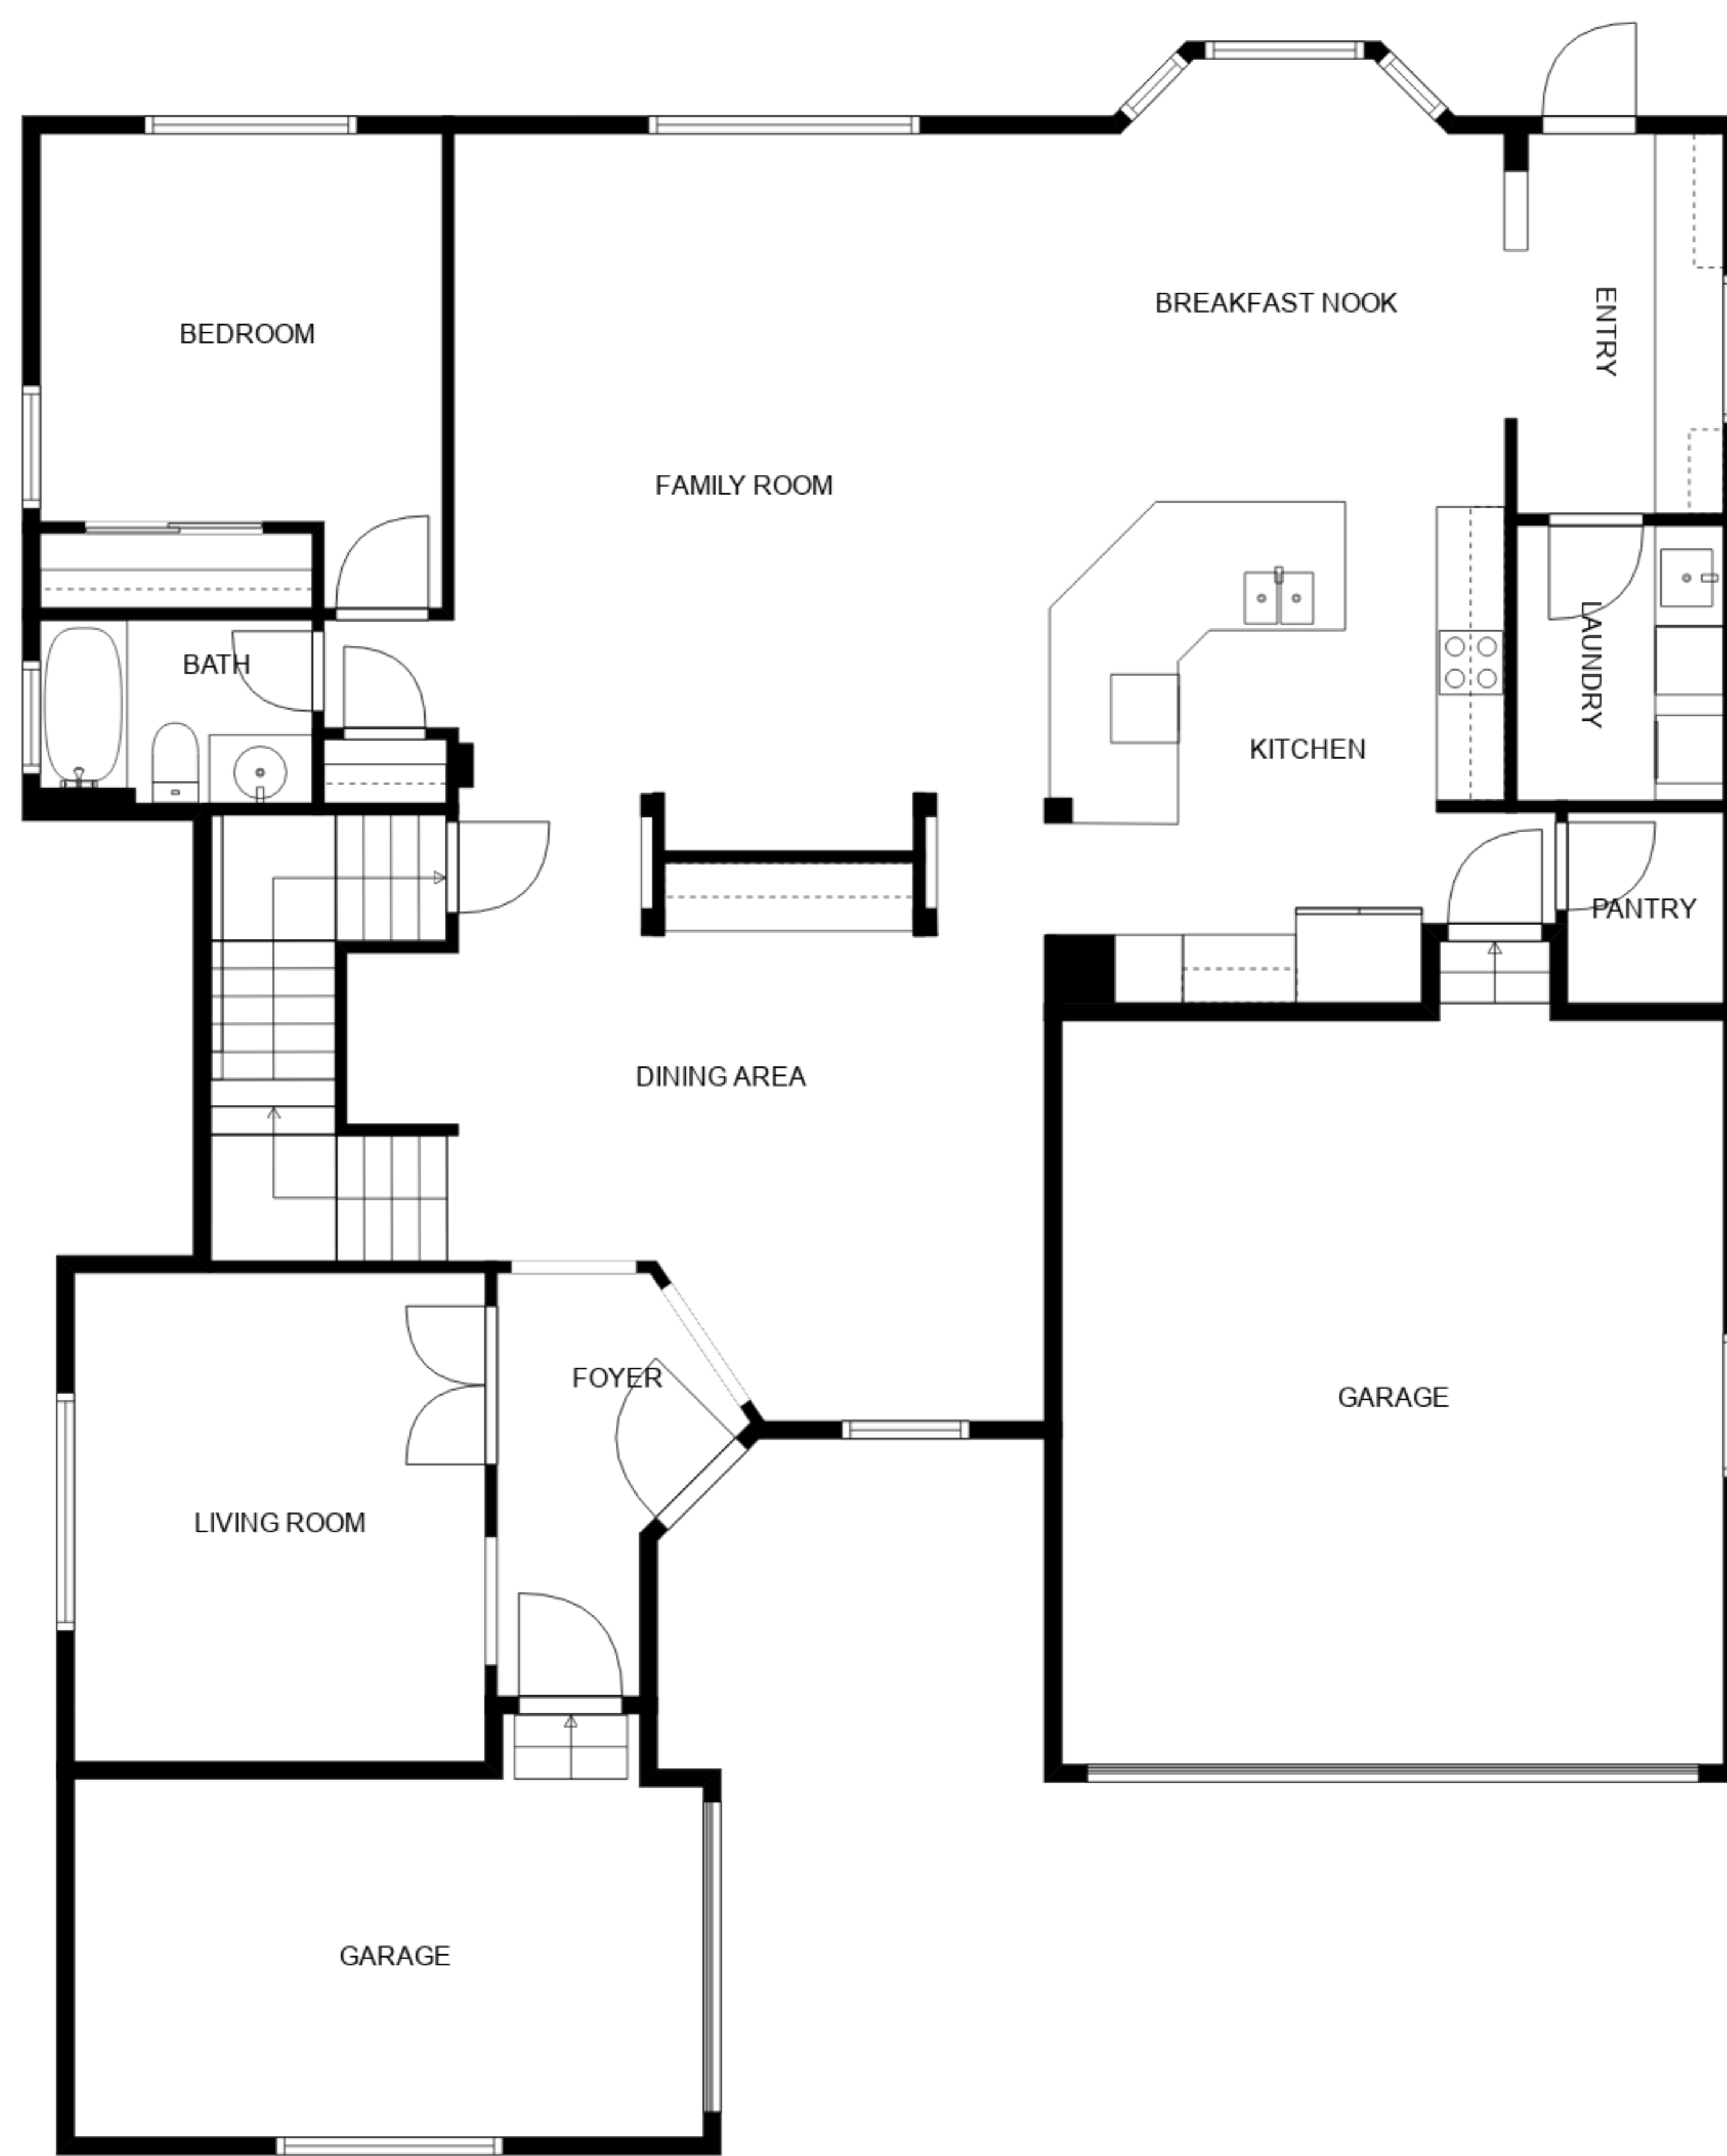 BREAKFAST NOOK
ENTRY
BEDROOM
FAMILY ROOM
LAUNDRY
BATH
KITCHEN
PANTRY
DINING AREA
FOYER
GARAGE
LIVING ROOM
GARAGE